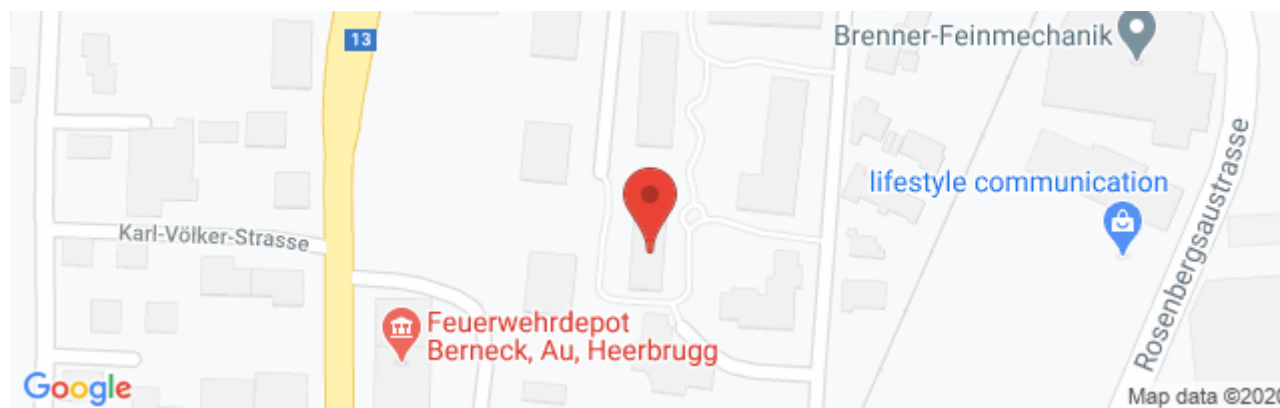 13
Brenner-Feinmechanik
lifestyle communication
Karl-Völker-Strasse
Rosenbergsaustrasse
Feuerwehrdepot
Berneck, Au, Heerbrugg
Google
Map data ©2020